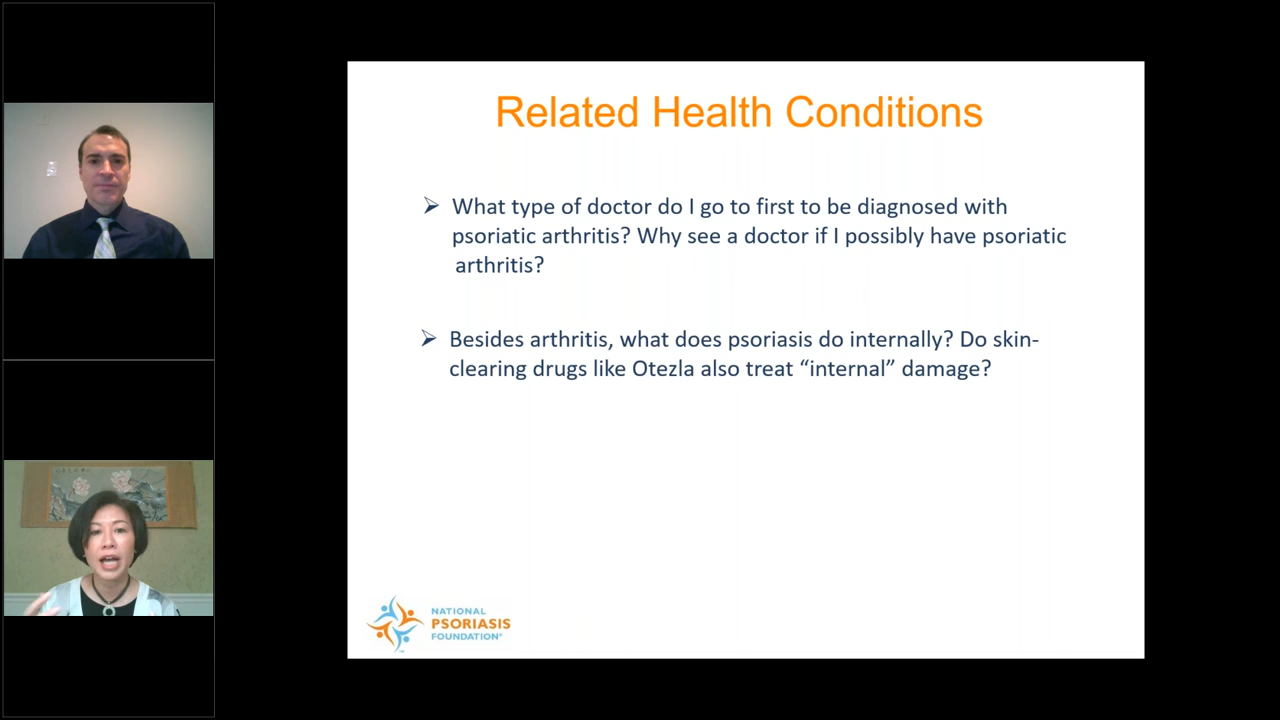 Related Health Conditions
➢ What type of doctor do I go to first to be diagnosed with
psoriatic arthritis? Why see a doctor if I possibly have psoriatic
arthritis?
➢ Besides arthritis, what does psoriasis do internally? Do skin-
clearing drugs like Otezla also treat “internal” damage?
NATIONAL
PSORIASIS
FOUNDATION®